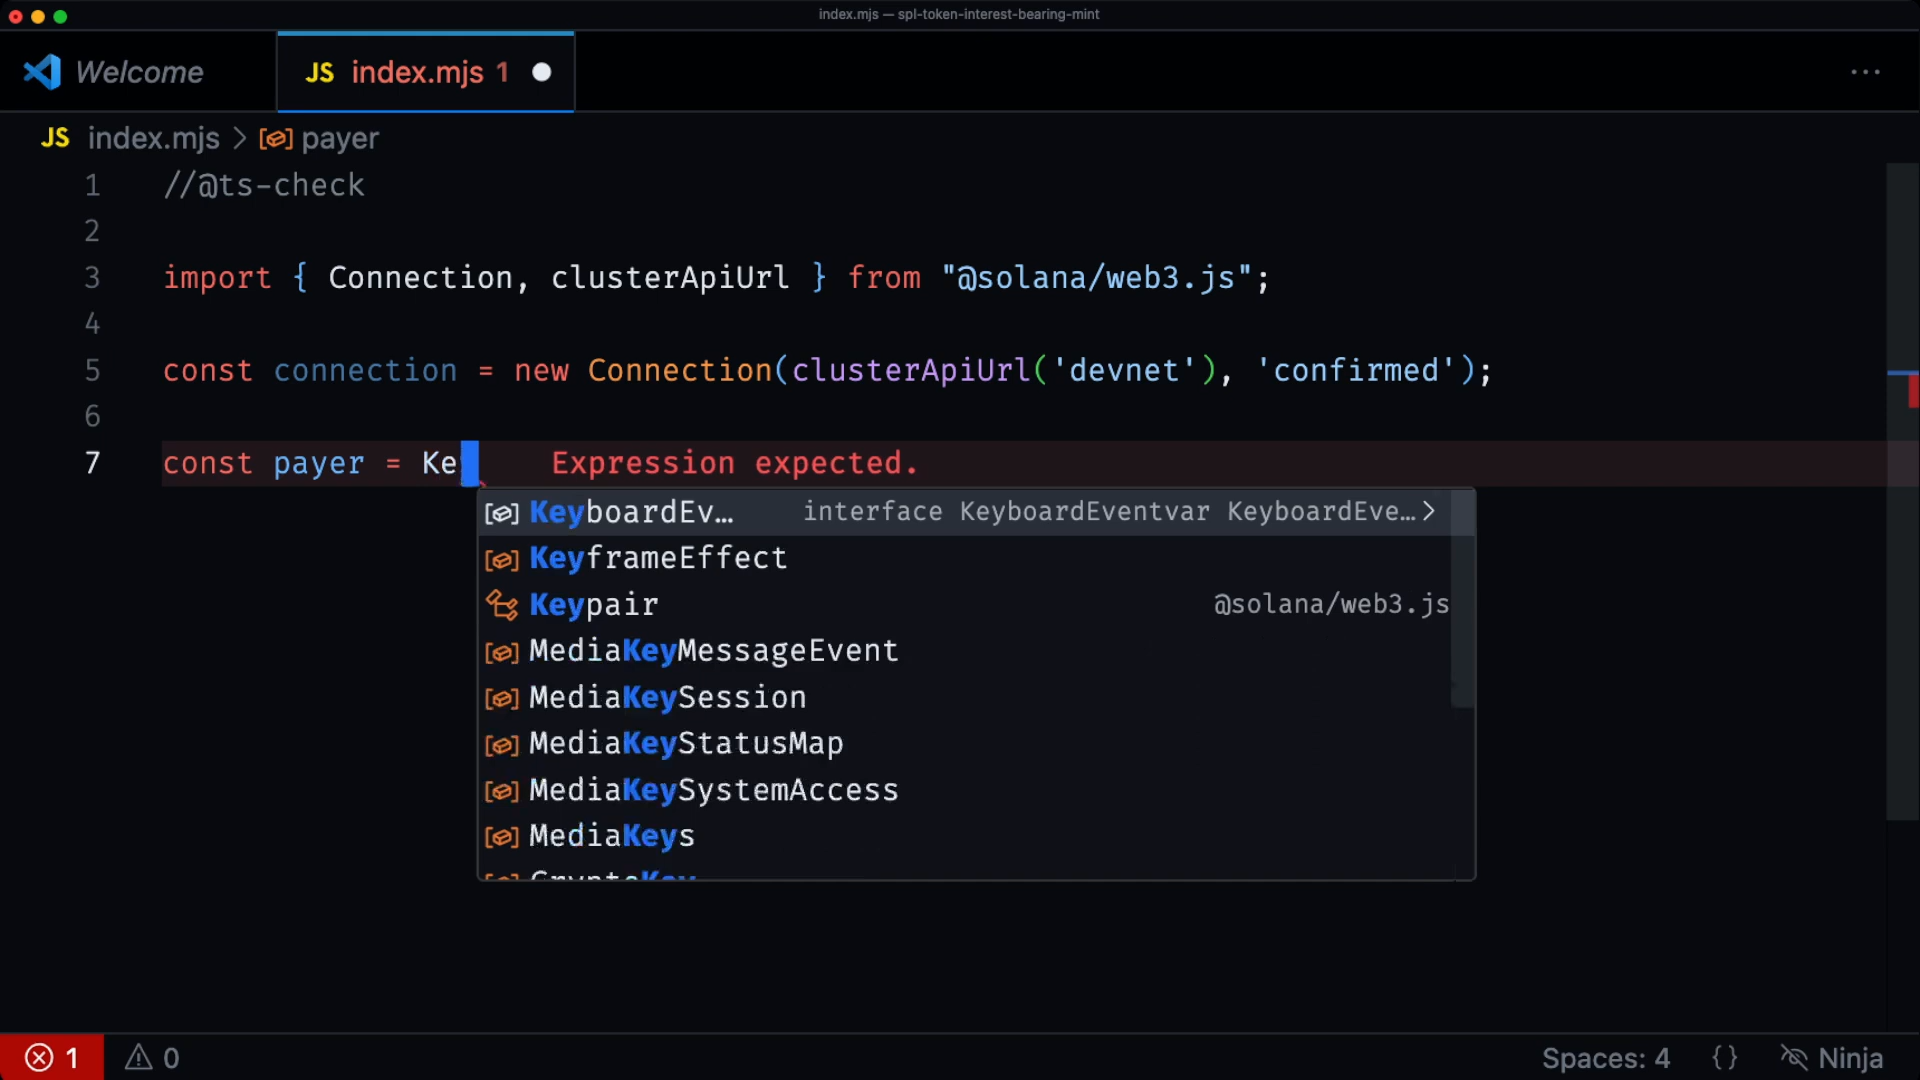 index.mjs — spl-token-interest-bearing-mint
Welcome
JS index.mjs 1
JS index.mjs > payer
1 //@ts-check
2
3 import { Connection, clusterApiUrl } from "@solana/web3.js";
4
5 const connection = new Connection(clusterApiUrl('devnet'), 'confirmed');
6
7 const payer = Key Expression expected.
KeyboardEv… interface KeyboardEventvar KeyboardEve…
KeyframeEffect
Keypair @solana/web3.js
MediaKeyMessageEvent
MediaKeySession
MediaKeyStatusMap
MediaKeySystemAccess
MediaKeys
CryptoKey
1 0 Spaces: 4 {} Ninja